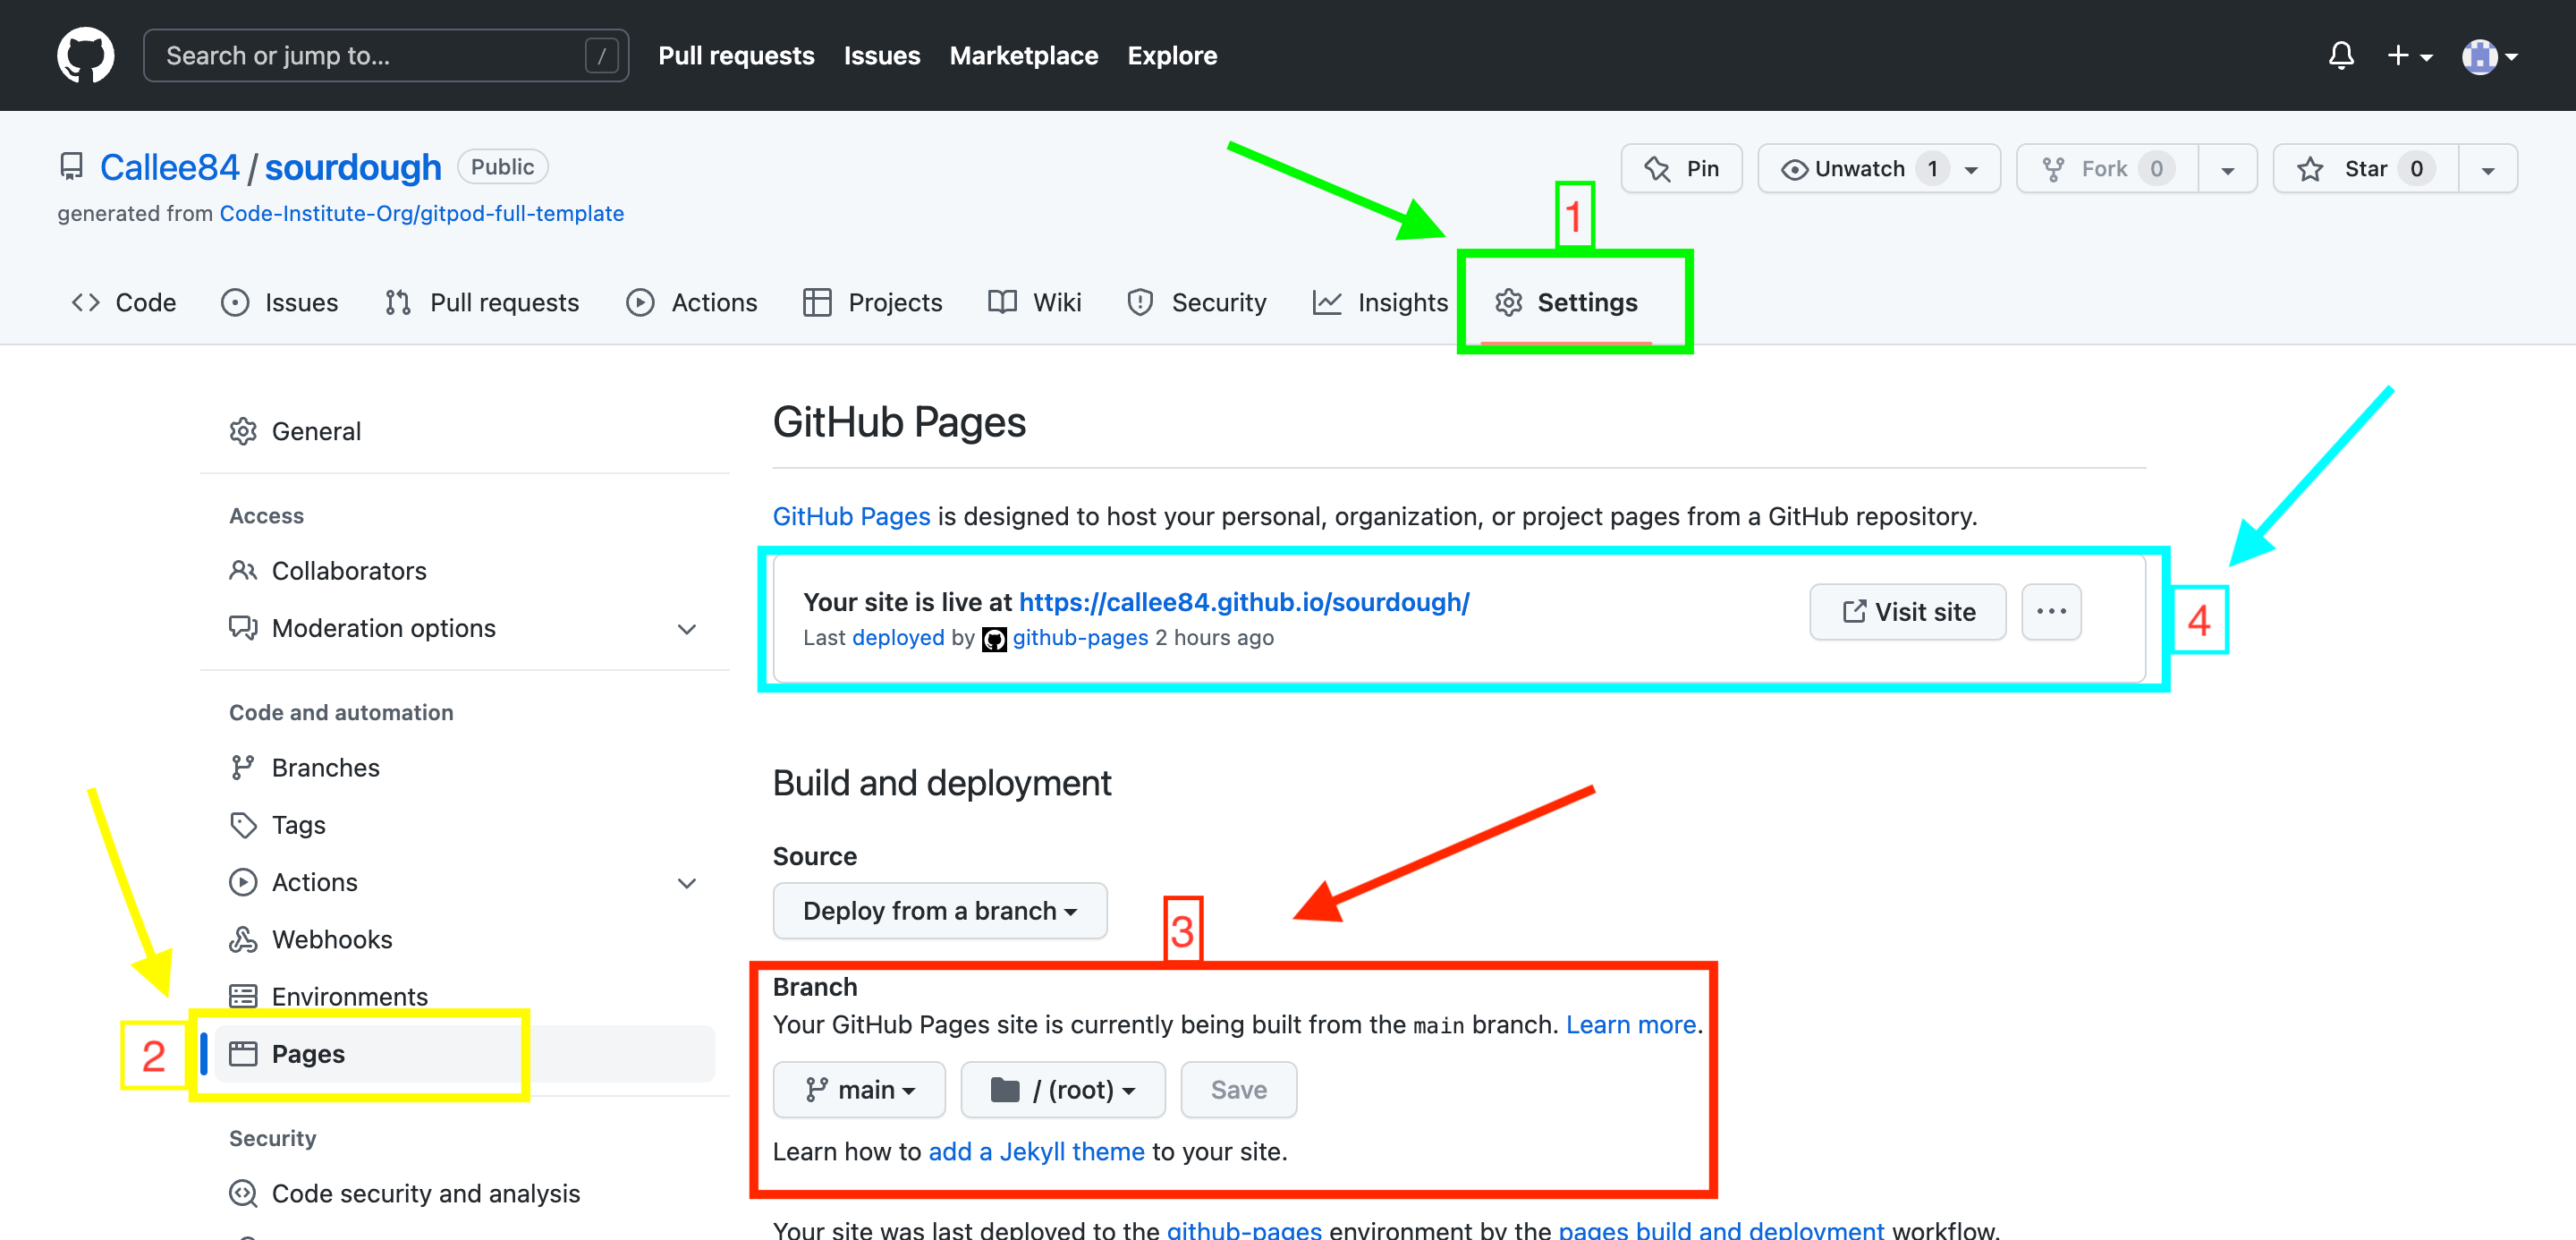 Search or jump to... /
Pull requests
Issues
Marketplace
Explore
Callee84 / sourdough Public
generated from Code-Institute-Org/gitpod-full-template
Pin
Unwatch 1
Fork 0
Star 0
1
Code
Issues
Pull requests
Actions
Projects
Wiki
Security
Insights
Settings
General
Access
Collaborators
Moderation options
Code and automation
Branches
Tags
Actions
Webhooks
Environments
2
Pages
Security
Code security and analysis
GitHub Pages
GitHub Pages is designed to host your personal, organization, or project pages from a GitHub repository.
Your site is live at https://callee84.github.io/sourdough/
Last deployed by github-pages 2 hours ago
Visit site
4
Build and deployment
Source
Deploy from a branch
3
Branch
Your GitHub Pages site is currently being built from the main branch. Learn more.
main
/ (root)
Save
Learn how to add a Jekyll theme to your site.
Your site was last deployed to the github-pages environment by the pages build and deployment workflow.